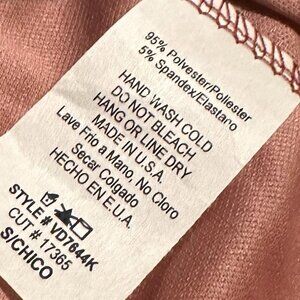 95% Polyester/Poliester
5% Spandex/Elastano
HAND WASH COLD
DO NOT BLEACH
HANG OR LINE DRY
MADE IN U.S.A.
Lave Frio a Mano, No Cloro
Secar Colgado
HECHO EN E.U.A.
STYLE# VD7644K
CUT # 17365
S/CHICO